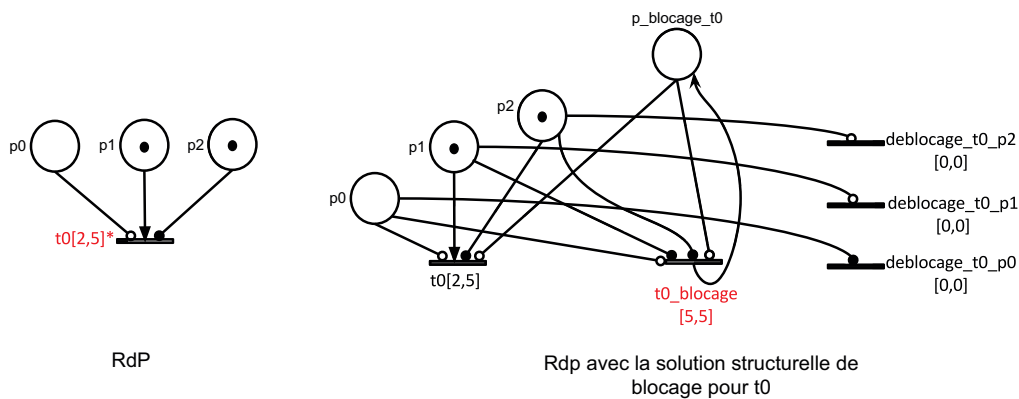 p0
p1
p2
t0[2,5]*
RdP
p_blocage_t0
p2
p1
p0
t0[2,5]
t0_blocage
[5,5]
deblocage_t0_p2
[0,0]
deblocage_t0_p1
[0,0]
deblocage_t0_p0
[0,0]
Rdp avec la solution structurelle de
blocage pour t0